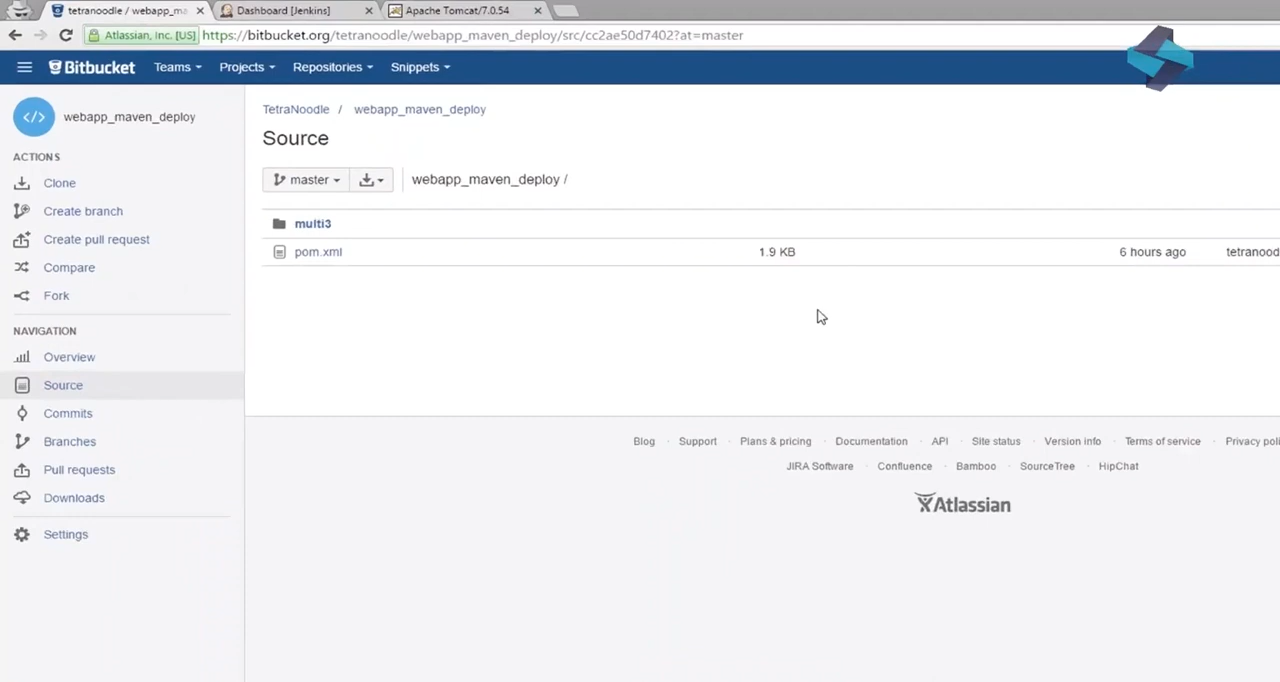 tetranoodle / webapp_ma
Dashboard [Jenkins]
Apache Tomcat/7.0.54
Atlassian, Inc. [US]
https://bitbucket.org/tetranoodle/webapp_maven_deploy/src/cc2ae50d7402?at=master
Bitbucket
Teams
Projects
Repositories
Snippets
</>
webapp_maven_deploy
ACTIONS
Clone
Create branch
Create pull request
Compare
Fork
NAVIGATION
Overview
Source
Commits
Branches
Pull requests
Downloads
Settings
TetraNoodle / webapp_maven_deploy
Source
master
webapp_maven_deploy /
multi3
pom.xml 1.9 KB 6 hours ago tetranood
Blog · Support · Plans & pricing · Documentation · API · Site status · Version info · Terms of service · Privacy poli
JIRA Software · Confluence · Bamboo · SourceTree · HipChat
Atlassian